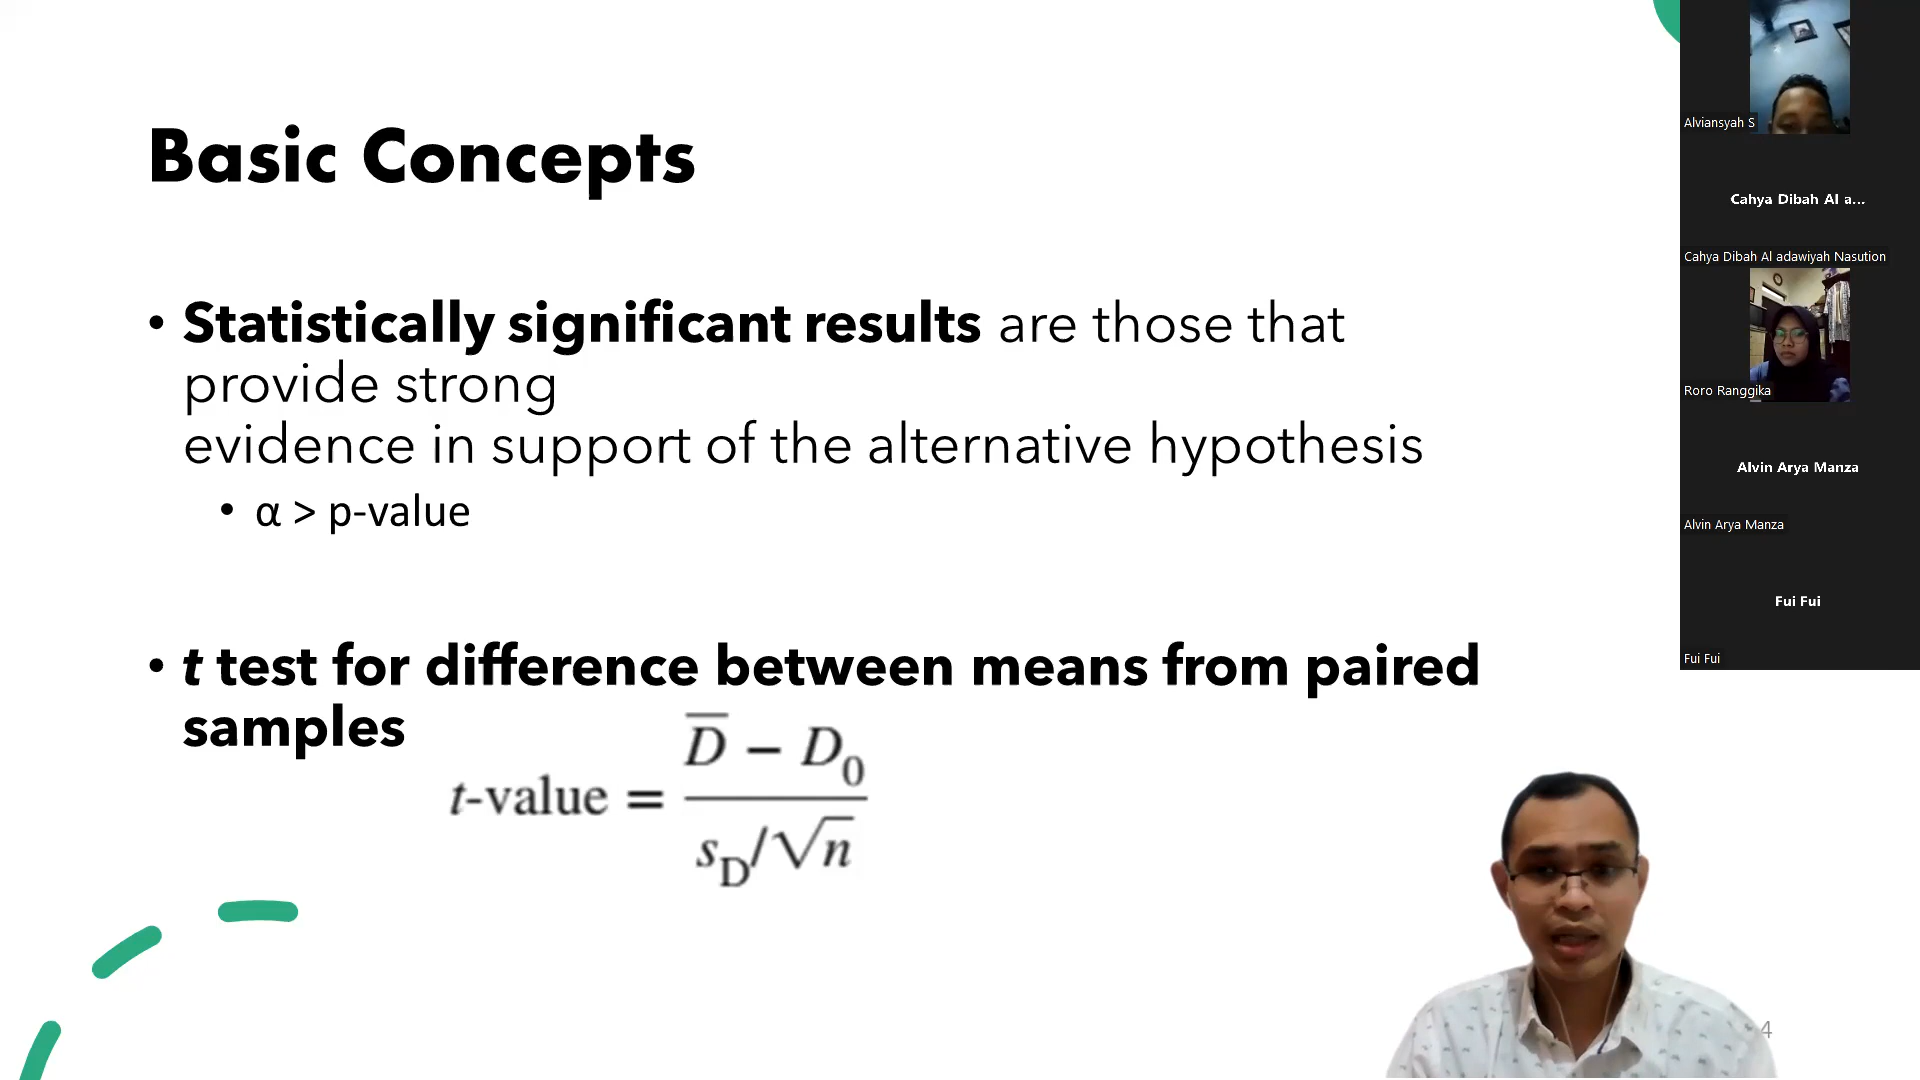 Basic Concepts
• Statistically significant results are those that
provide strong
evidence in support of the alternative hypothesis
• α > p-value
• t test for difference between means from paired
samples
t-value = (D̅ − D₀) / (s_D/√n)
4
Alviansyah S
Cahya Dibah Al a...
Cahya Dibah Al adawiyah Nasution
Roro Ranggika
Alvin Arya Manza
Alvin Arya Manza
Fui Fui
Fui Fui